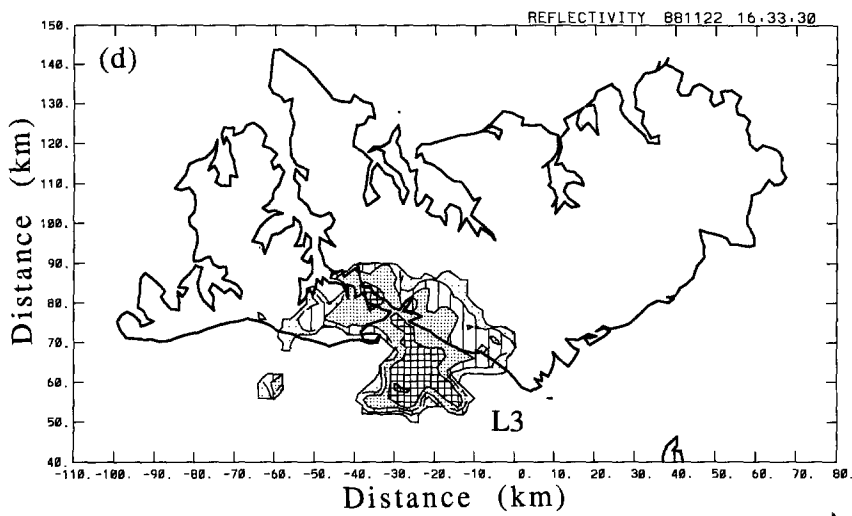 REFLECTIVITY 881122 16:33:30
(d)
150.
140.
130.
120.
110.
100.
90.
80.
70.
60.
50.
40.
Distance (km)
L3
-110. -100. -90. -80. -70. -60. -50. -40. -30. -20. -10. 0. 10. 20. 30. 40. 50. 60. 70. 80.
Distance (km)